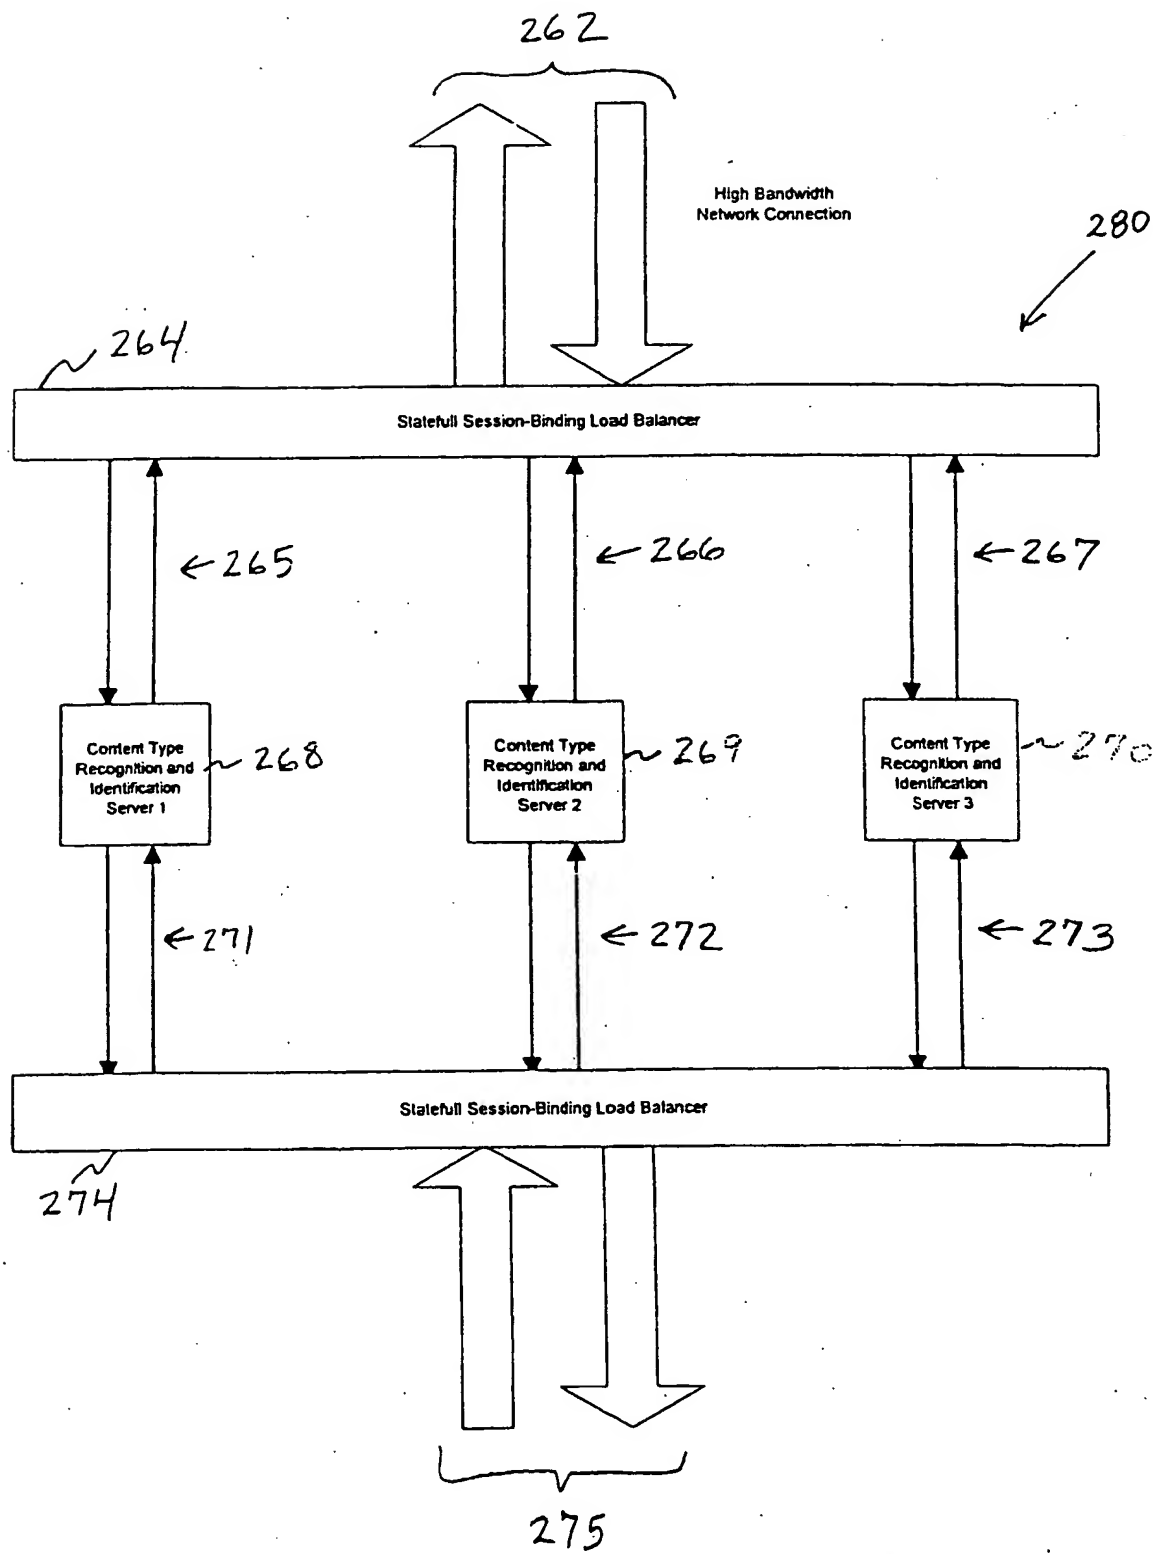 262
High Bandwidth
Network Connection
280
264
Statefull Session-Binding Load Balancer
265
266
267
Content Type
Recognition and
Identification
Server 1
268
Content Type
Recognition and
Identification
Server 2
269
Content Type
Recognition and
Identification
Server 3
270
271
272
273
Statefull Session-Binding Load Balancer
274
275